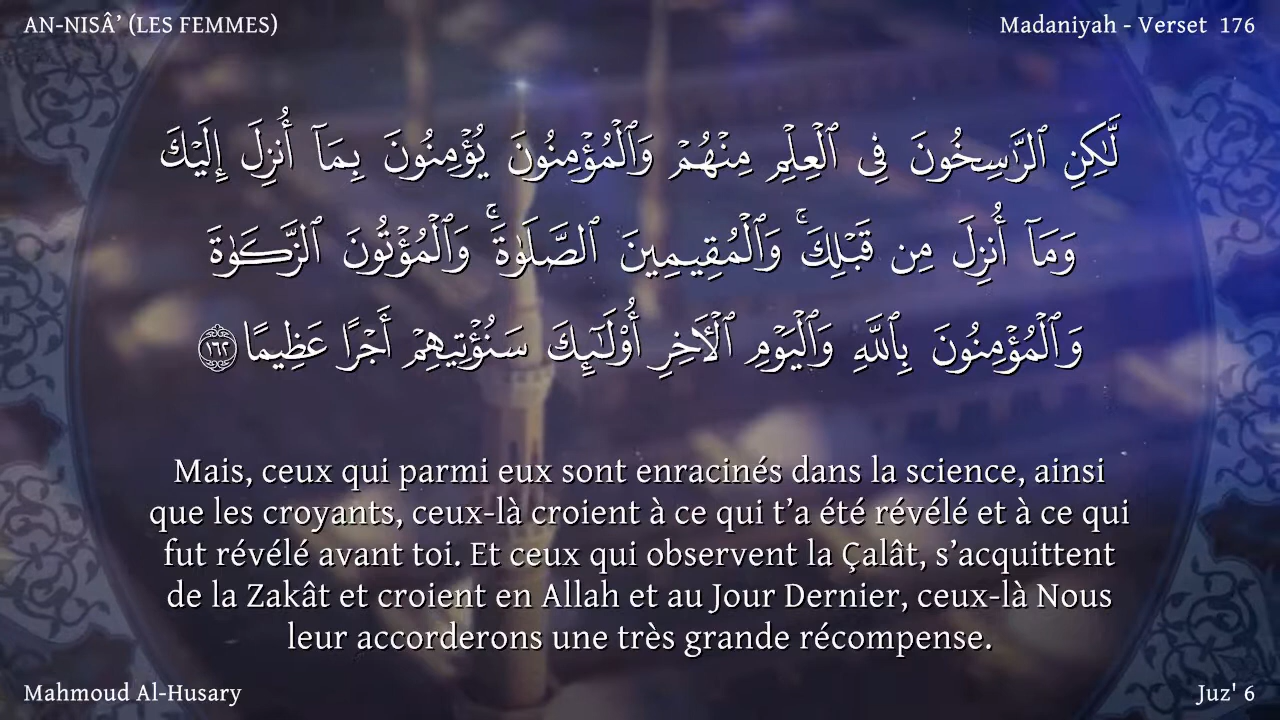 AN-NISÂ’ (LES FEMMES)
Madaniyah - Verset 176
لَّـٰكِنِ ٱلرَّٰسِخُونَ فِى ٱلْعِلْمِ مِنْهُمْ وَٱلْمُؤْمِنُونَ يُؤْمِنُونَ بِمَآ أُنزِلَ إِلَيْكَ
وَمَآ أُنزِلَ مِن قَبْلِكَ ۚ وَٱلْمُقِيمِينَ ٱلصَّلَوٰةَ ۚ وَٱلْمُؤْتُونَ ٱلزَّكَوٰةَ
وَٱلْمُؤْمِنُونَ بِٱللَّهِ وَٱلْيَوْمِ ٱلْـَٔاخِرِ أُو۟لَـٰٓئِكَ سَنُؤْتِيهِمْ أَجْرًا عَظِيمًا ١٦٢
Mais, ceux qui parmi eux sont enracinés dans la science, ainsi
que les croyants, ceux-là croient à ce qui t’a été révélé et à ce qui
fut révélé avant toi. Et ceux qui observent la Çalât, s’acquittent
de la Zakât et croient en Allah et au Jour Dernier, ceux-là Nous
leur accorderons une très grande récompense.
Mahmoud Al-Husary
Juz' 6